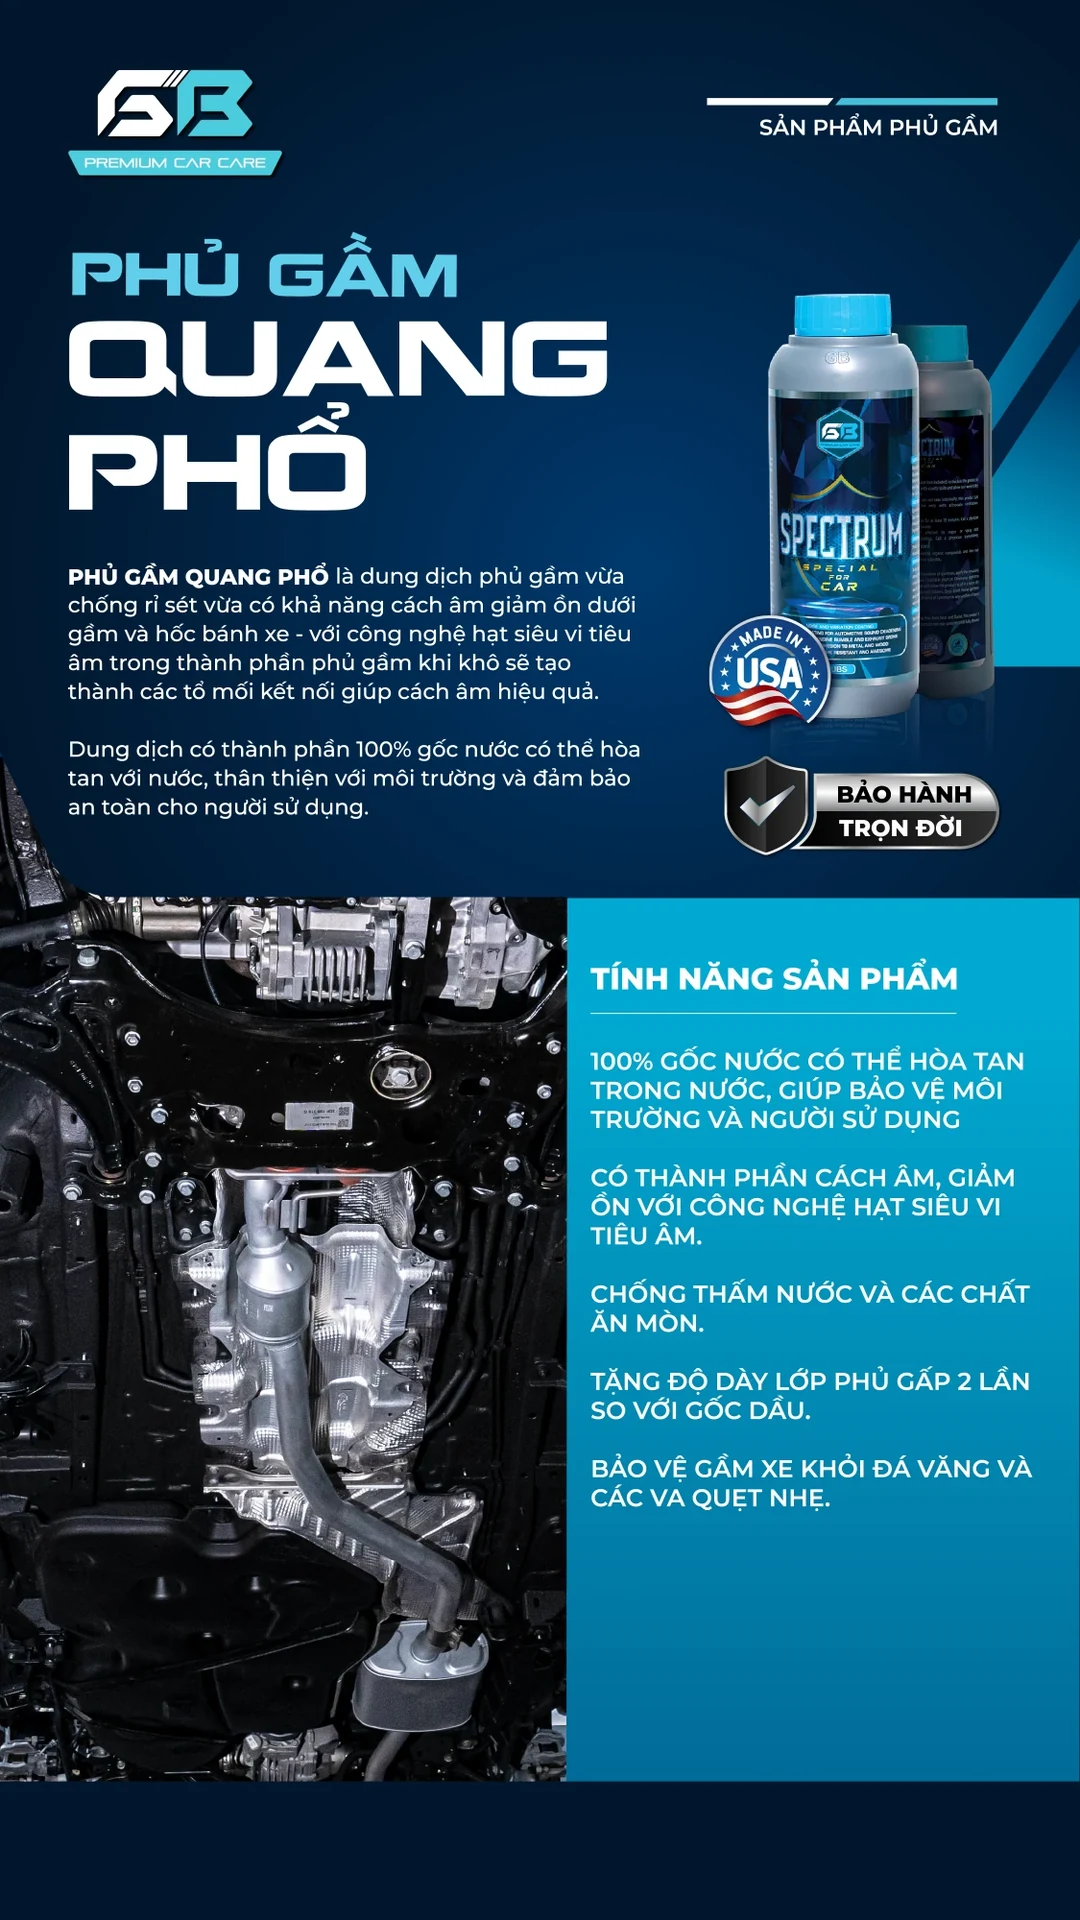 GB
PREMIUM CAR CARE
SẢN PHẨM PHỦ GẦM
PHỦ GẦM
QUANG
PHỔ
PHỦ GẦM QUANG PHỔ là dung dịch phủ gầm vừa
chống rỉ sét vừa có khả năng cách âm giảm ồn dưới
gầm và hốc bánh xe - với công nghệ hạt siêu vi tiêu
âm trong thành phần phủ gầm khi khô sẽ tạo
thành các tổ mối kết nối giúp cách âm hiệu quả.
Dung dịch có thành phần 100% gốc nước có thể hòa
tan với nước, thân thiện với môi trường và đảm bảo
an toàn cho người sử dụng.
GB
GB
SPECTRUM
SPECIAL
FOR
CAR
MADE IN
USA
BẢO HÀNH
TRỌN ĐỜI
TÍNH NĂNG SẢN PHẨM
100% GỐC NƯỚC CÓ THỂ HÒA TAN
TRONG NƯỚC, GIÚP BẢO VỆ MÔI
TRƯỜNG VÀ NGƯỜI SỬ DỤNG
CÓ THÀNH PHẦN CÁCH ÂM, GIẢM
ỒN VỚI CÔNG NGHỆ HẠT SIÊU VI
TIÊU ÂM.
CHỐNG THẤM NƯỚC VÀ CÁC CHẤT
ĂN MÒN.
TĂNG ĐỘ DÀY LỚP PHỦ GẤP 2 LẦN
SO VỚI GỐC DẦU.
BẢO VỆ GẦM XE KHỎI ĐÁ VĂNG VÀ
CÁC VA QUẸT NHẸ.